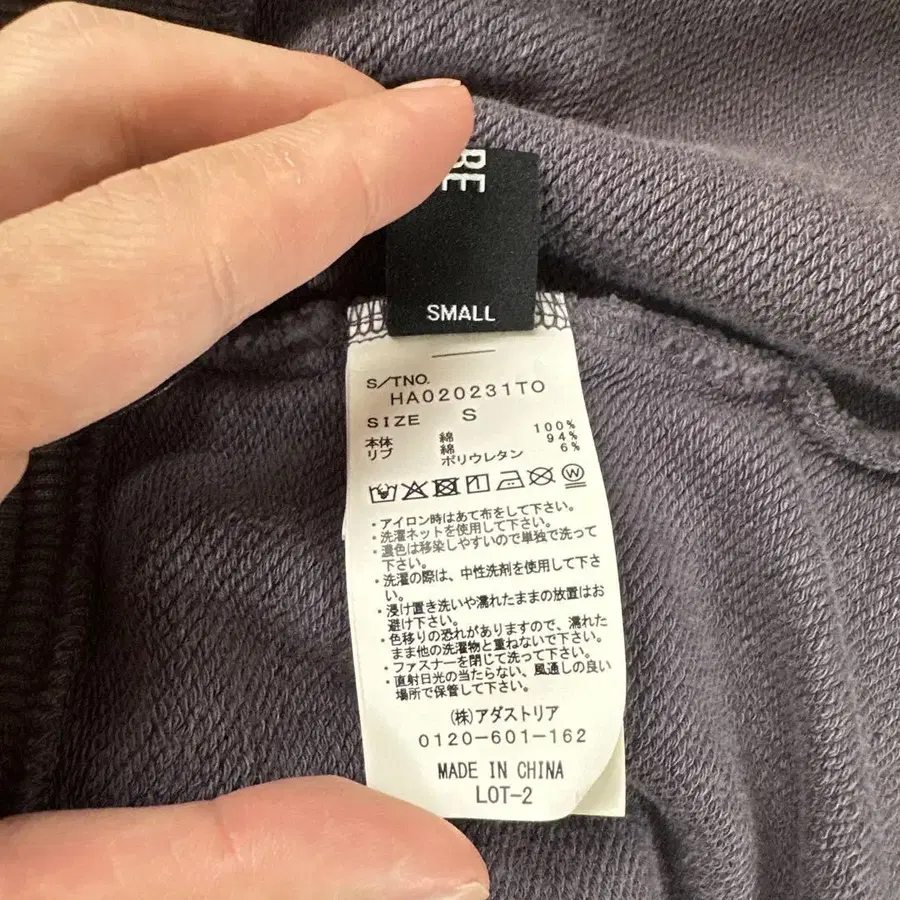 RE
SMALL
S/TNO.
HA020231TO
SIZE S
本体 綿 100%
リブ 綿 94%
ポリウレタン 6%
・アイロン時はあて布をして下さい。
・洗濯ネットを使用して下さい。
・濃色は移染しやすいので単独で洗って
下さい。
・洗濯の際は、中性洗剤を使用して下さ
い。
・浸け置き洗いや濡れたままの放置はお
避け下さい。
・色移りの恐れがありますので、濡れた
まま他の洗濯物と重ねないで下さい。
・ファスナーを閉じて洗って下さい。
・直射日光の当たらない、風通しの良い
場所で保管して下さい。
(株)アダストリア
0120-601-162
MADE IN CHINA
LOT-2